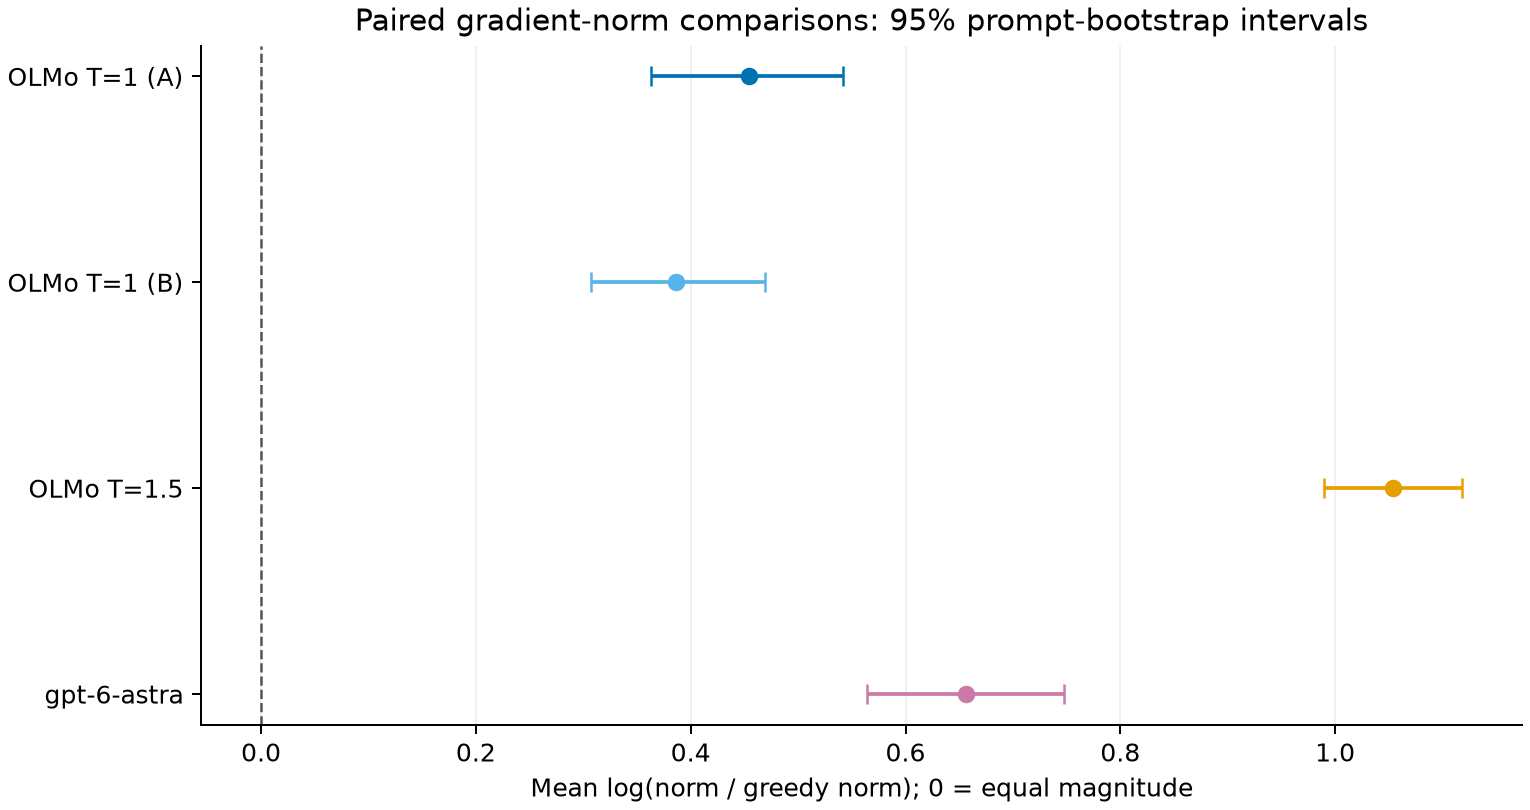 Paired gradient-norm comparisons: 95% prompt-bootstrap intervals
OLMo T=1 (A)
OLMo T=1 (B)
OLMo T=1.5
gpt-6-astra
0.0 0.2 0.4 0.6 0.8 1.0
Mean log(norm / greedy norm); 0 = equal magnitude